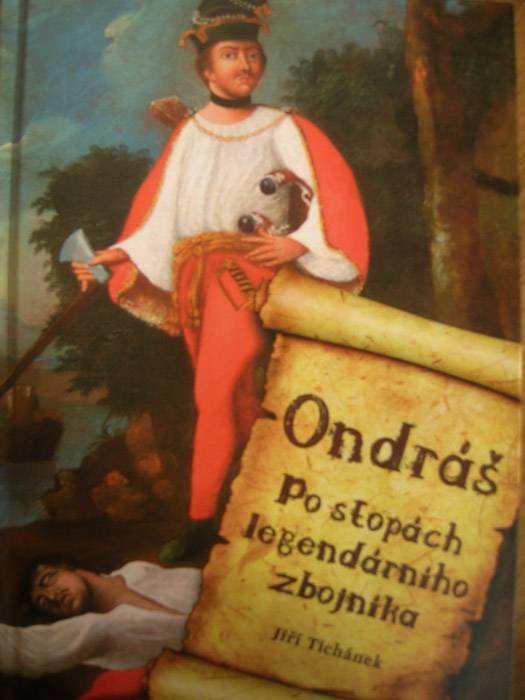 Ondráš
Po stopách
legendárního
zbojníka
Jiří Tichánek